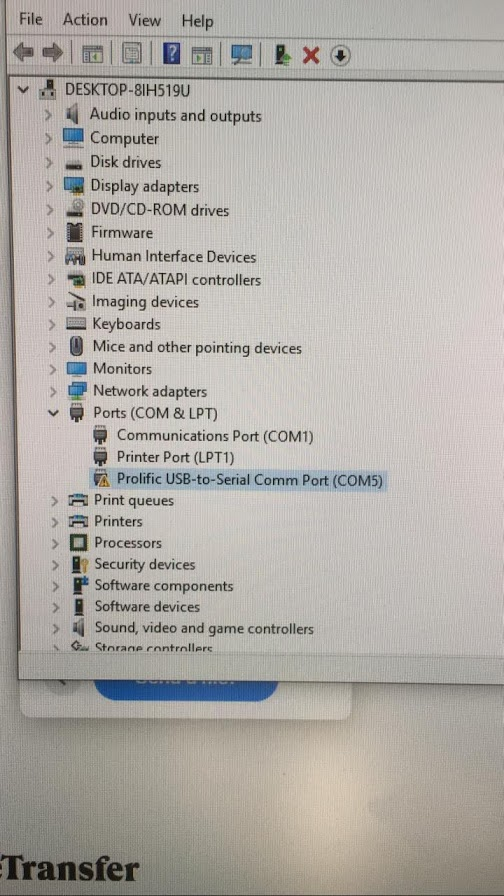 File Action View Help
DESKTOP-8IH519U
Audio inputs and outputs
Computer
Disk drives
Display adapters
DVD/CD-ROM drives
Firmware
Human Interface Devices
IDE ATA/ATAPI controllers
Imaging devices
Keyboards
Mice and other pointing devices
Monitors
Network adapters
Ports (COM & LPT)
Communications Port (COM1)
Printer Port (LPT1)
Prolific USB-to-Serial Comm Port (COM5)
Print queues
Printers
Processors
Security devices
Software components
Software devices
Sound, video and game controllers
Storage controllers
Transfer